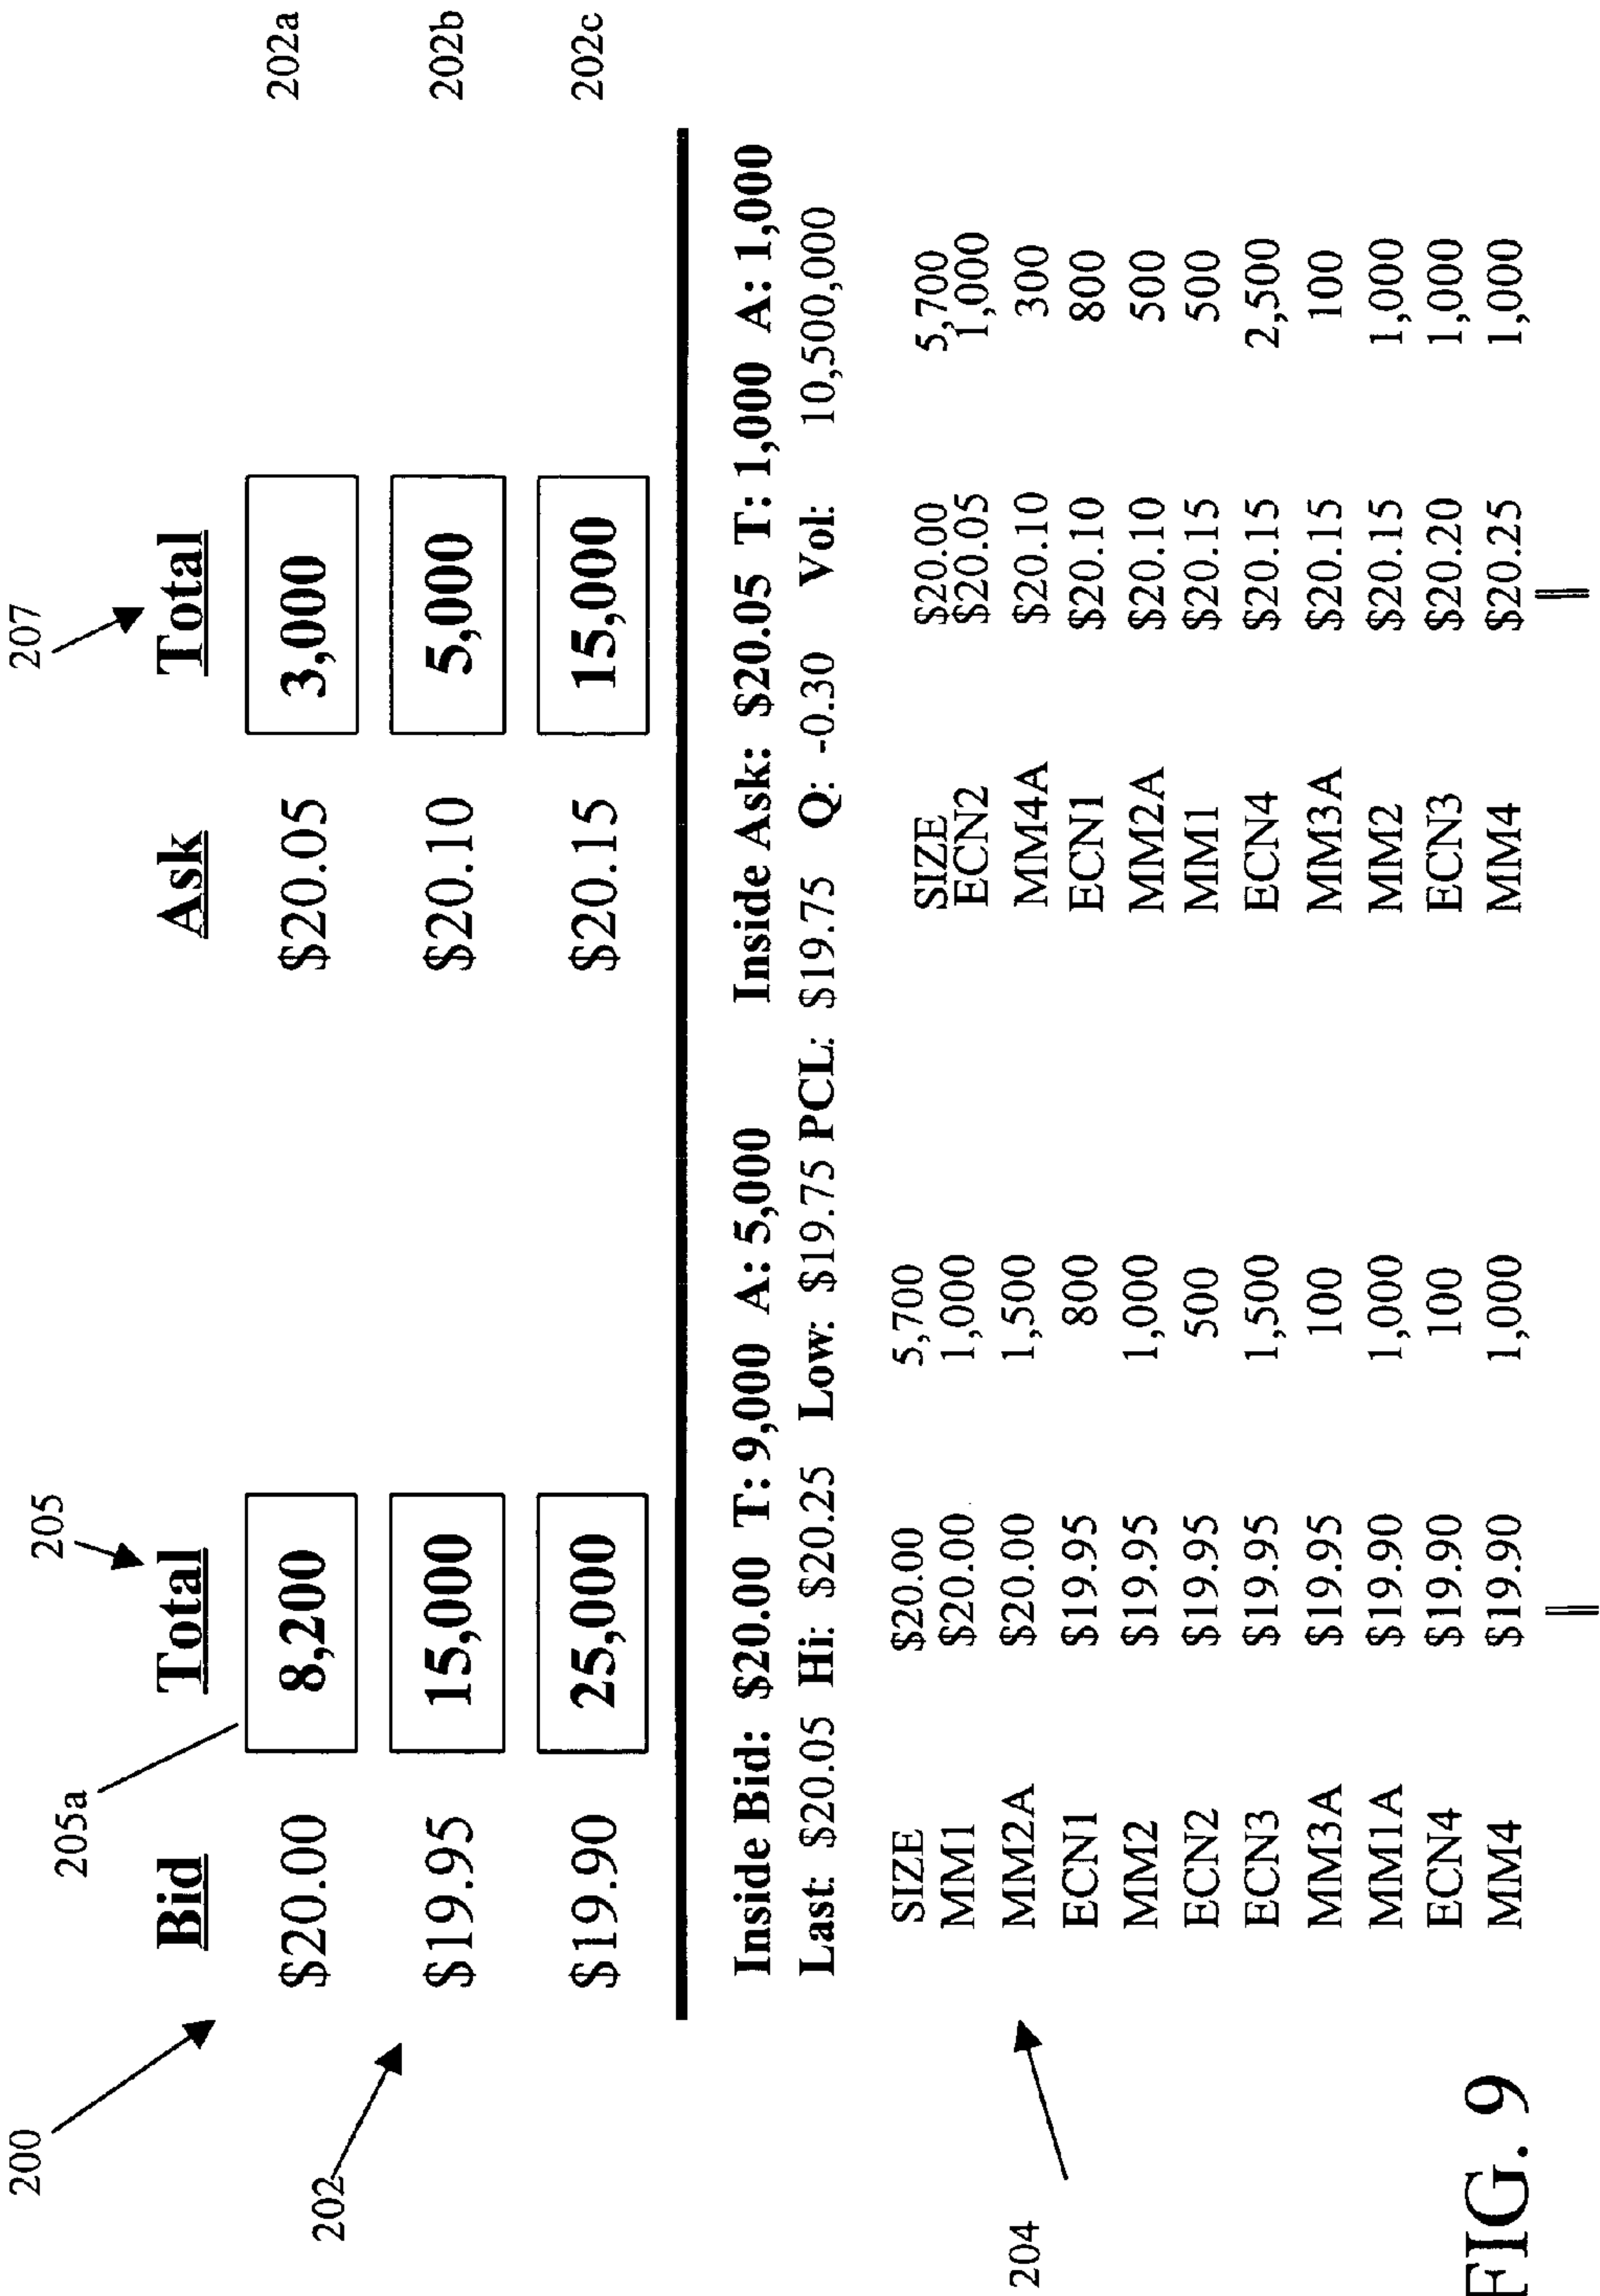 200
205a
205
207
Bid Total Ask Total
$20.00 8,200 $20.05 3,000 202a
202
$19.95 15,000 $20.10 5,000 202b
$19.90 25,000 $20.15 15,000 202c
Inside Bid: $20.00 T: 9,000 A: 5,000 Inside Ask: $20.05 T: 1,000 A: 1,000
Last: $20.05 Hi: $20.25 Low: $19.75 PCL: $19.75 Q: -0.30 Vol: 10,500,000
SIZE $20.00 5,700 SIZE $20.00 5,700
MM1 $20.00 1,000 ECN2 $20.05 1,000
MM2A $20.00 1,500 MM4A $20.10 300
204
ECN1 $19.95 800 ECN1 $20.10 800
MM2 $19.95 1,000 MM2A $20.10 500
ECN2 $19.95 500 MM1 $20.15 500
ECN3 $19.95 1,500 ECN4 $20.15 2,500
MM3A $19.95 100 MM3A $20.15 100
MM1A $19.90 1,000 MM2 $20.15 1,000
ECN4 $19.90 100 ECN3 $20.20 1,000
MM4 $19.90 1,000 MM4 $20.25 1,000
FIG. 9